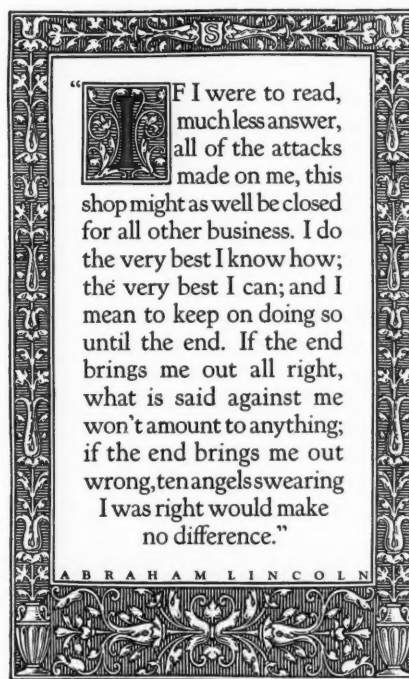 S
“IF I were to read,
much less answer,
all of the attacks
made on me, this
shop might as well be closed
for all other business. I do
the very best I know how;
the very best I can; and I
mean to keep on doing so
until the end. If the end
brings me out all right,
what is said against me
won't amount to anything;
if the end brings me out
wrong, ten angels swearing
I was right would make
no difference.”
ABRAHAM LINCOLN